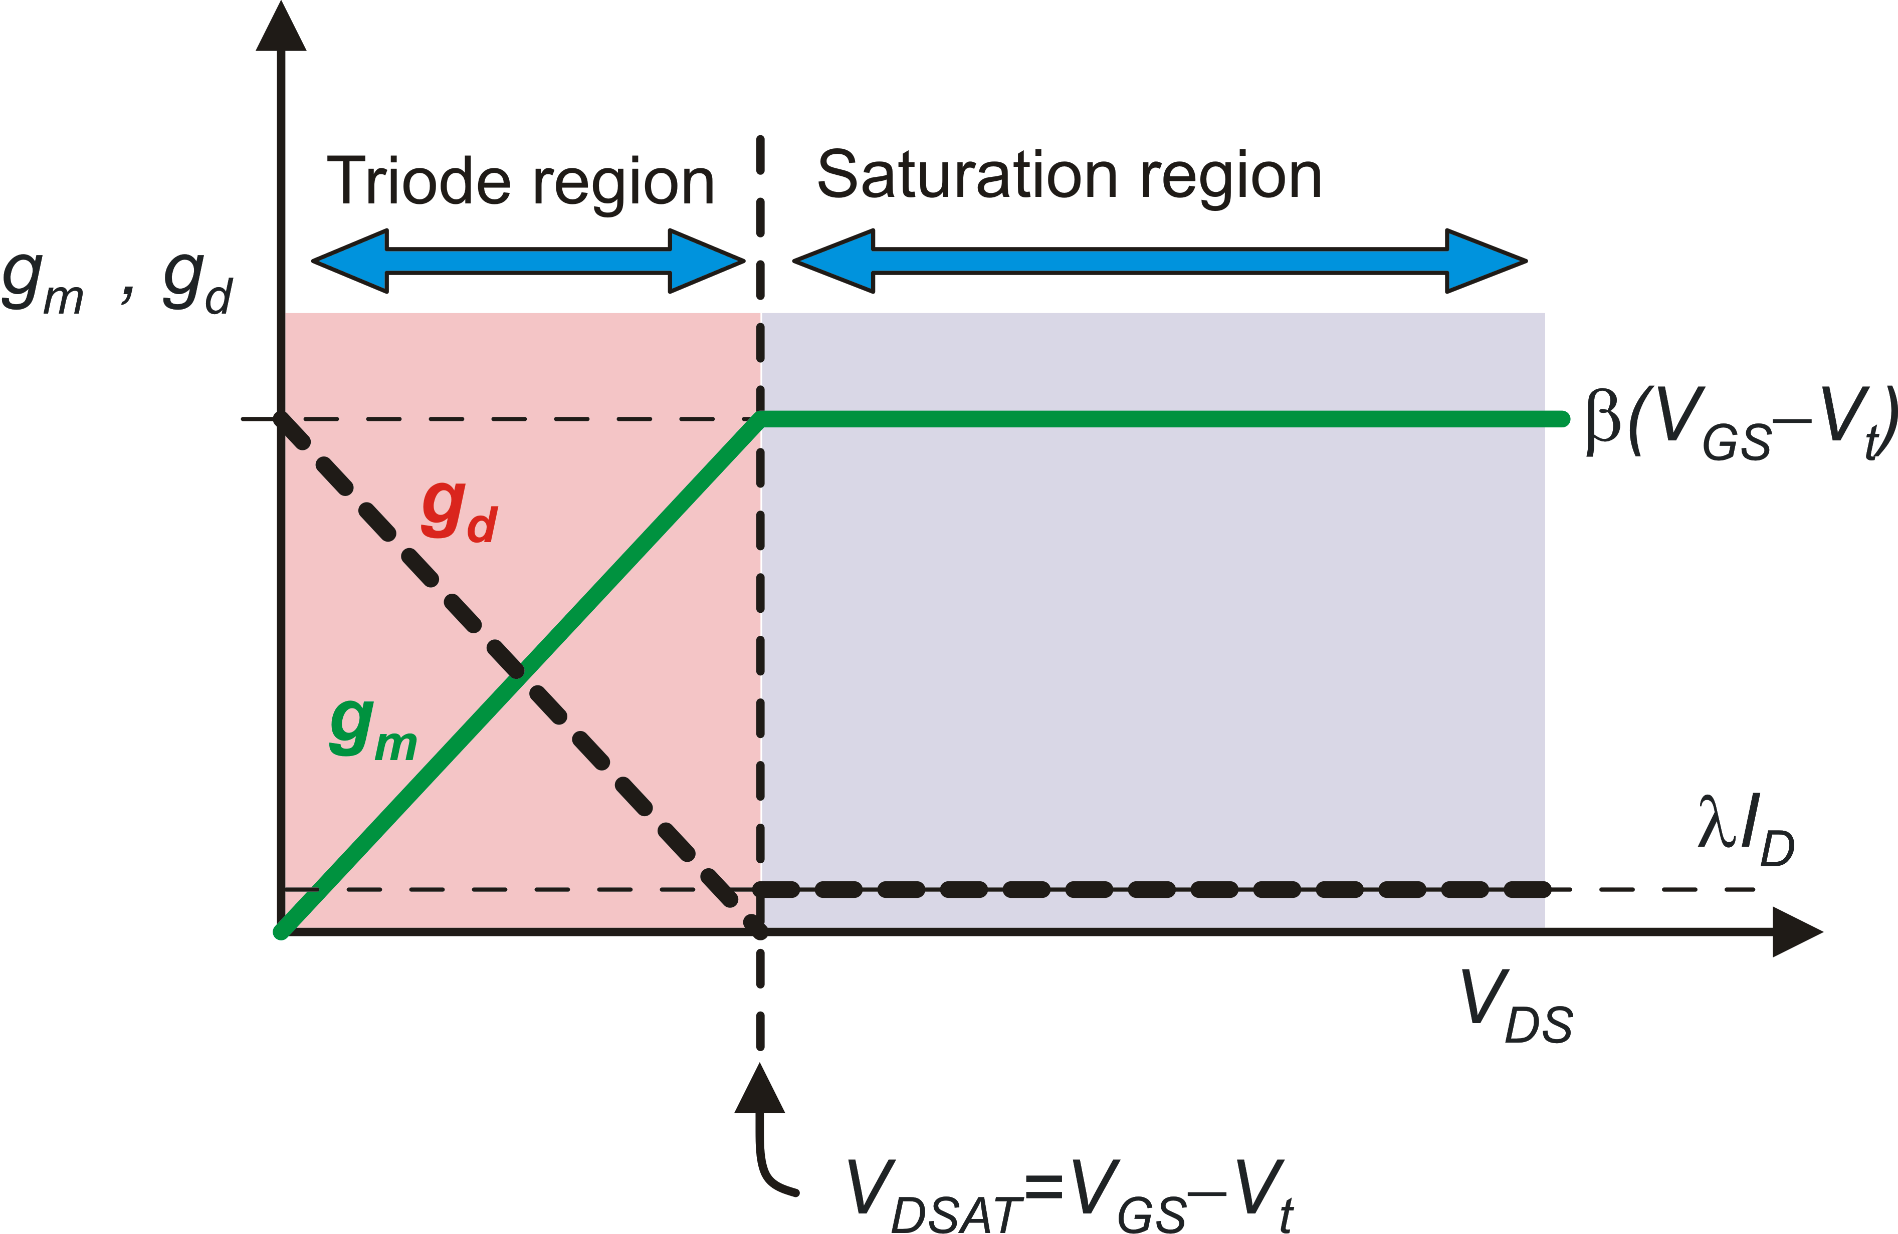 Triode region
Saturation region
gm , gd
β(VGS–Vt)
gd
gm
λID
VDS
VDSAT=VGS–Vt